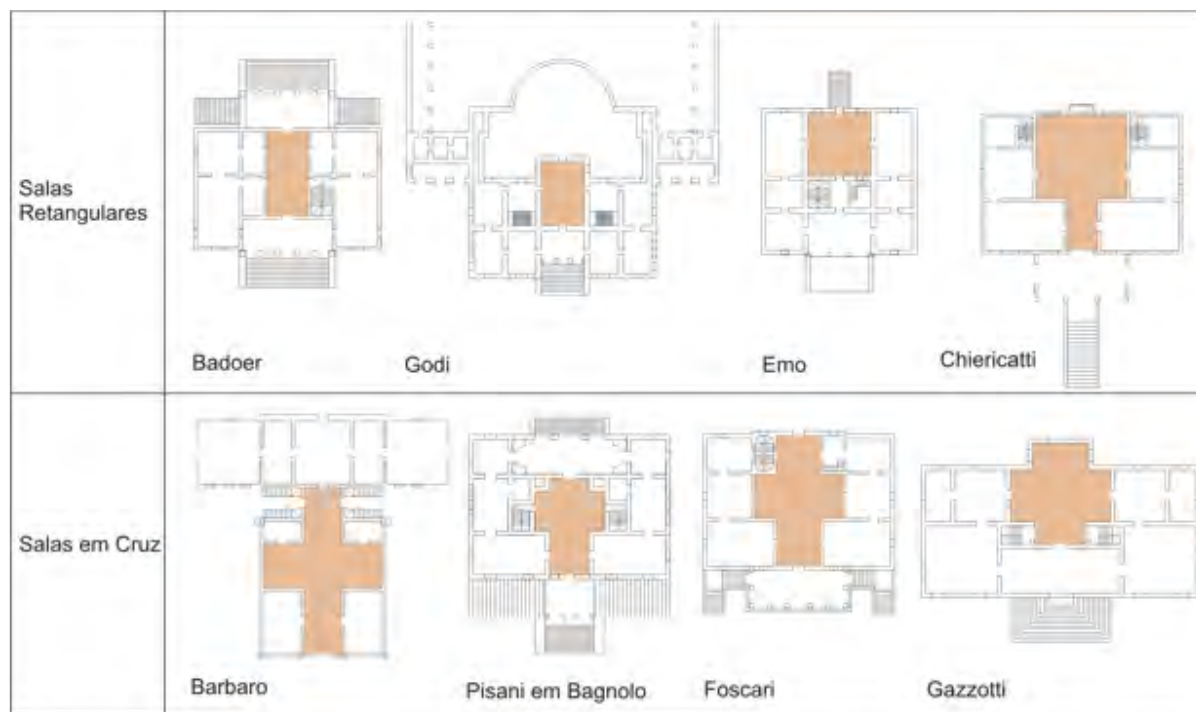 Salas
Retangulares
Badoer
Godi
Emo
Chiericatti
Salas em Cruz
Barbaro
Pisani em Bagnolo
Foscari
Gazzotti